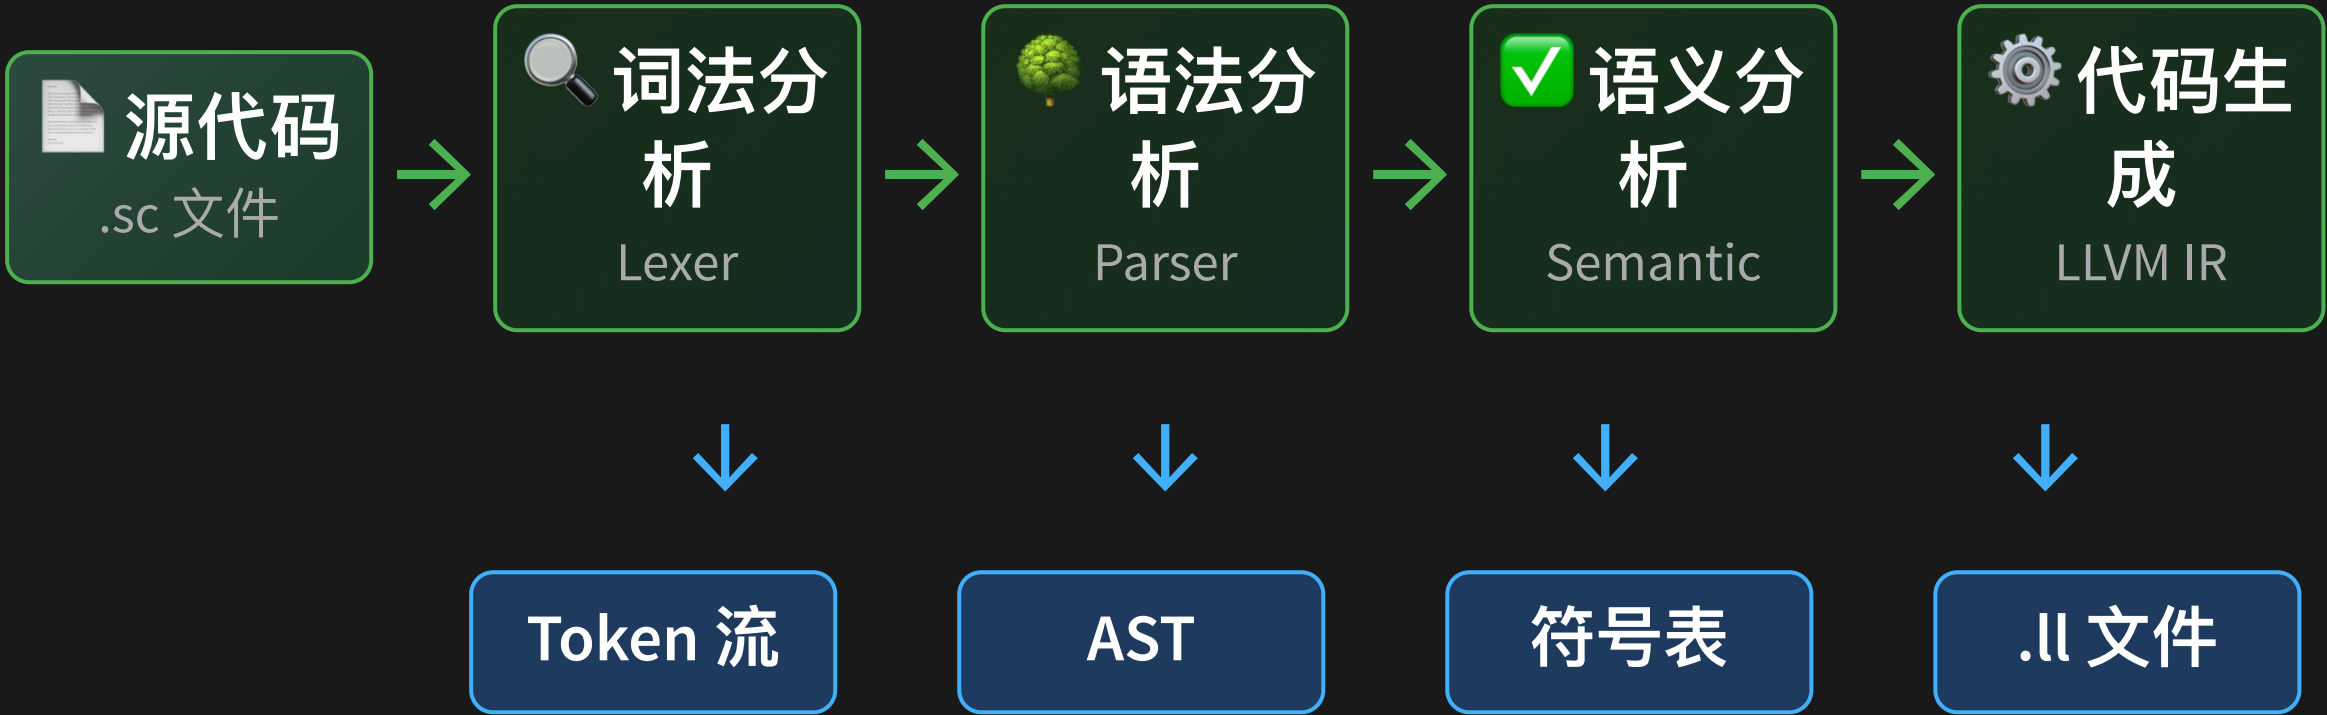 源代码
.sc 文件
词法分
析
Lexer
语法分
析
Parser
语义分
析
Semantic
代码生
成
LLVM IR
Token 流
AST
符号表
.ll 文件